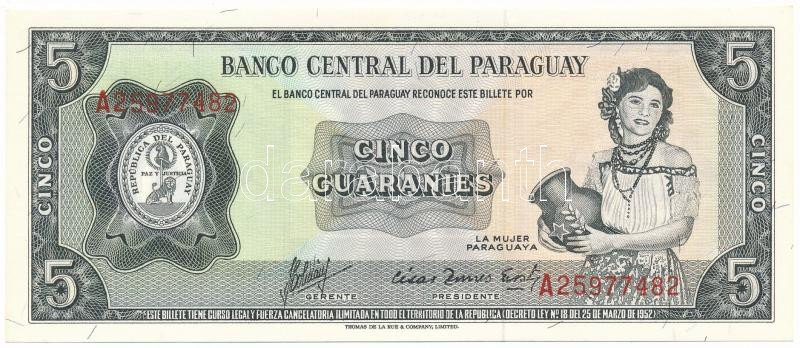 5
5
BANCO CENTRAL DEL PARAGUAY
EL BANCO CENTRAL DEL PARAGUAY RECONOCE ESTE BILLETE POR
A25977482
REPÚBLICA DEL PARAGUAY
PAZ Y JUSTICIA
CINCO
CINCO
GUARANIES
CINCO
darabanth
LA MUJER
PARAGUAYA
GERENTE
PRESIDENTE
A25977482
5
5
ESTE BILLETE TIENE CURSO LEGAL Y FUERZA CANCELATORIA ILIMITADA EN TODO EL TERRITORIO DE LA REPUBLICA (DECRETO LEY Nº 18 DEL 25 DE MARZO DE 1952)
THOMAS DE LA RUE & COMPANY, LIMITED.